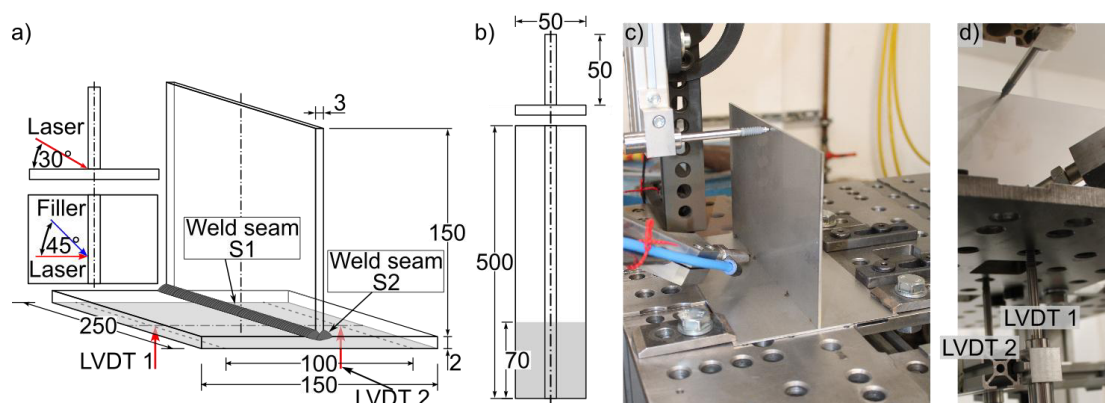 a)
Laser
30°
Filler
45°
Laser
3
Weld seam
S1
Weld seam
S2
150
250
LVDT 1
100
150
2
LVDT 2
b)
50
50
500
70
c)
d)
LVDT 1
LVDT 2